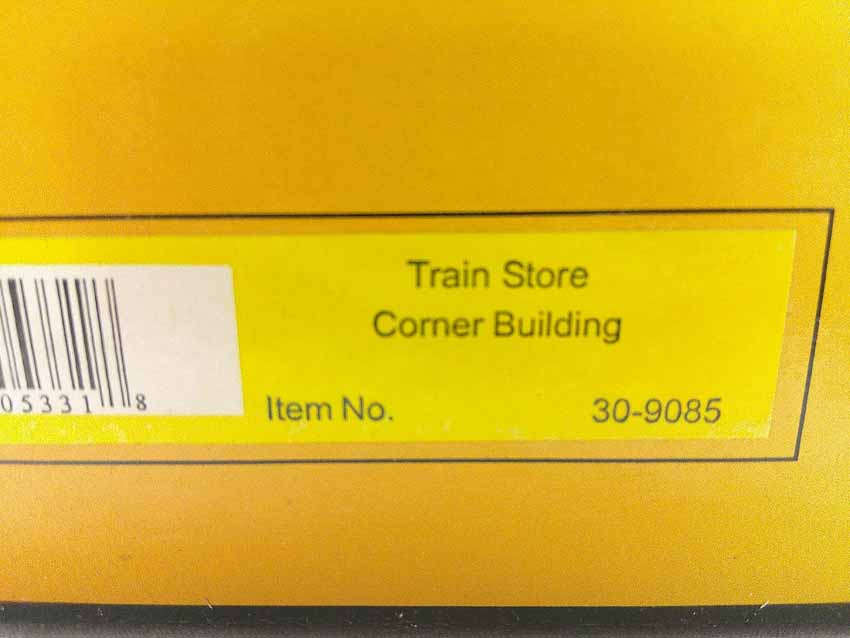 Train Store
Corner Building
05331 8
Item No. 30-9085